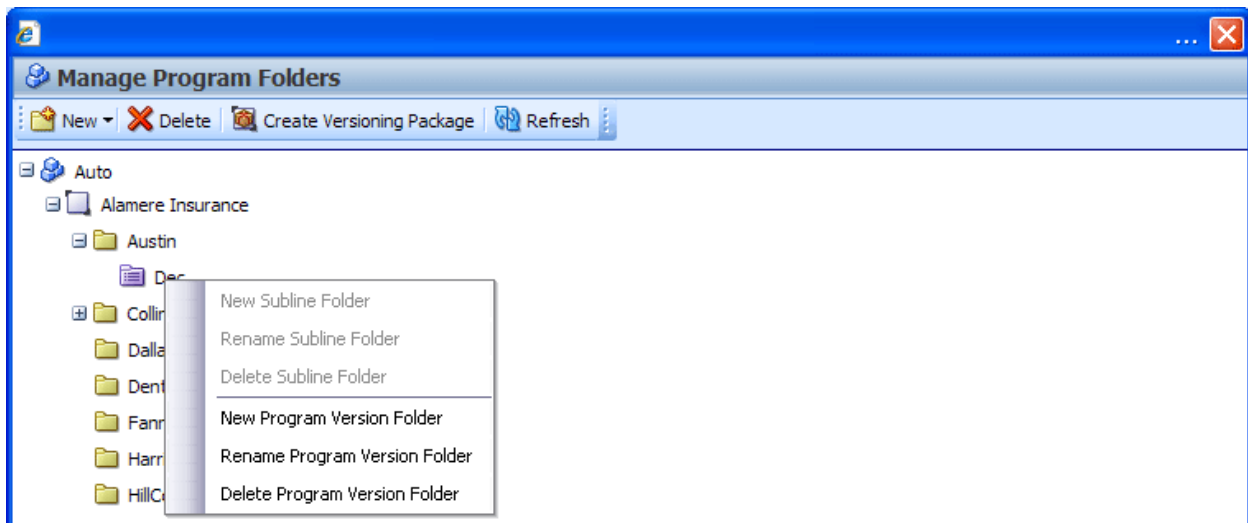 ...
Manage Program Folders
New Delete Create Versioning Package Refresh
Auto
Alamere Insurance
Austin
Dec
New Subline Folder
Rename Subline Folder
Delete Subline Folder
New Program Version Folder
Rename Program Version Folder
Delete Program Version Folder